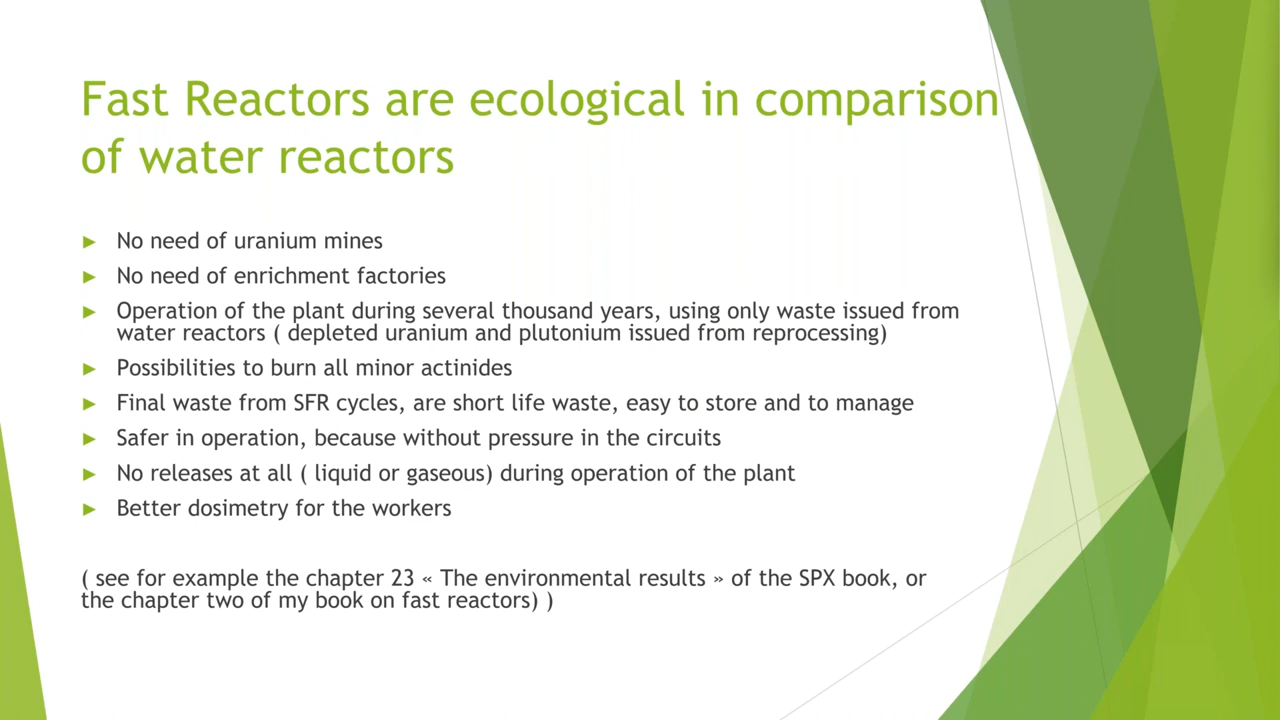 Fast Reactors are ecological in comparison
of water reactors
► No need of uranium mines
► No need of enrichment factories
► Operation of the plant during several thousand years, using only waste issued from
water reactors ( depleted uranium and plutonium issued from reprocessing)
► Possibilities to burn all minor actinides
► Final waste from SFR cycles, are short life waste, easy to store and to manage
► Safer in operation, because without pressure in the circuits
► No releases at all ( liquid or gaseous) during operation of the plant
► Better dosimetry for the workers
( see for example the chapter 23 « The environmental results » of the SPX book, or
the chapter two of my book on fast reactors) )